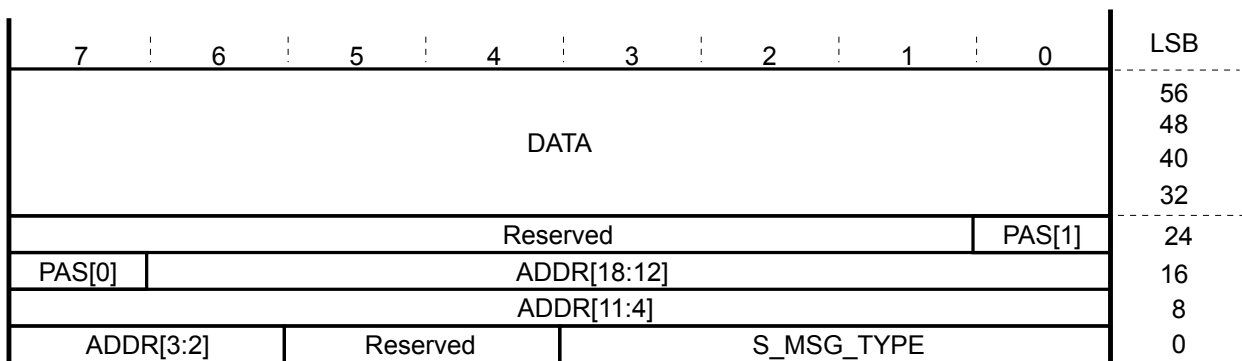 7 6 5 4 3 2 1 0 LSB
56
48
DATA
40
32
Reserved PAS[1] 24
PAS[0] ADDR[18:12] 16
ADDR[11:4] 8
ADDR[3:2] Reserved S_MSG_TYPE 0